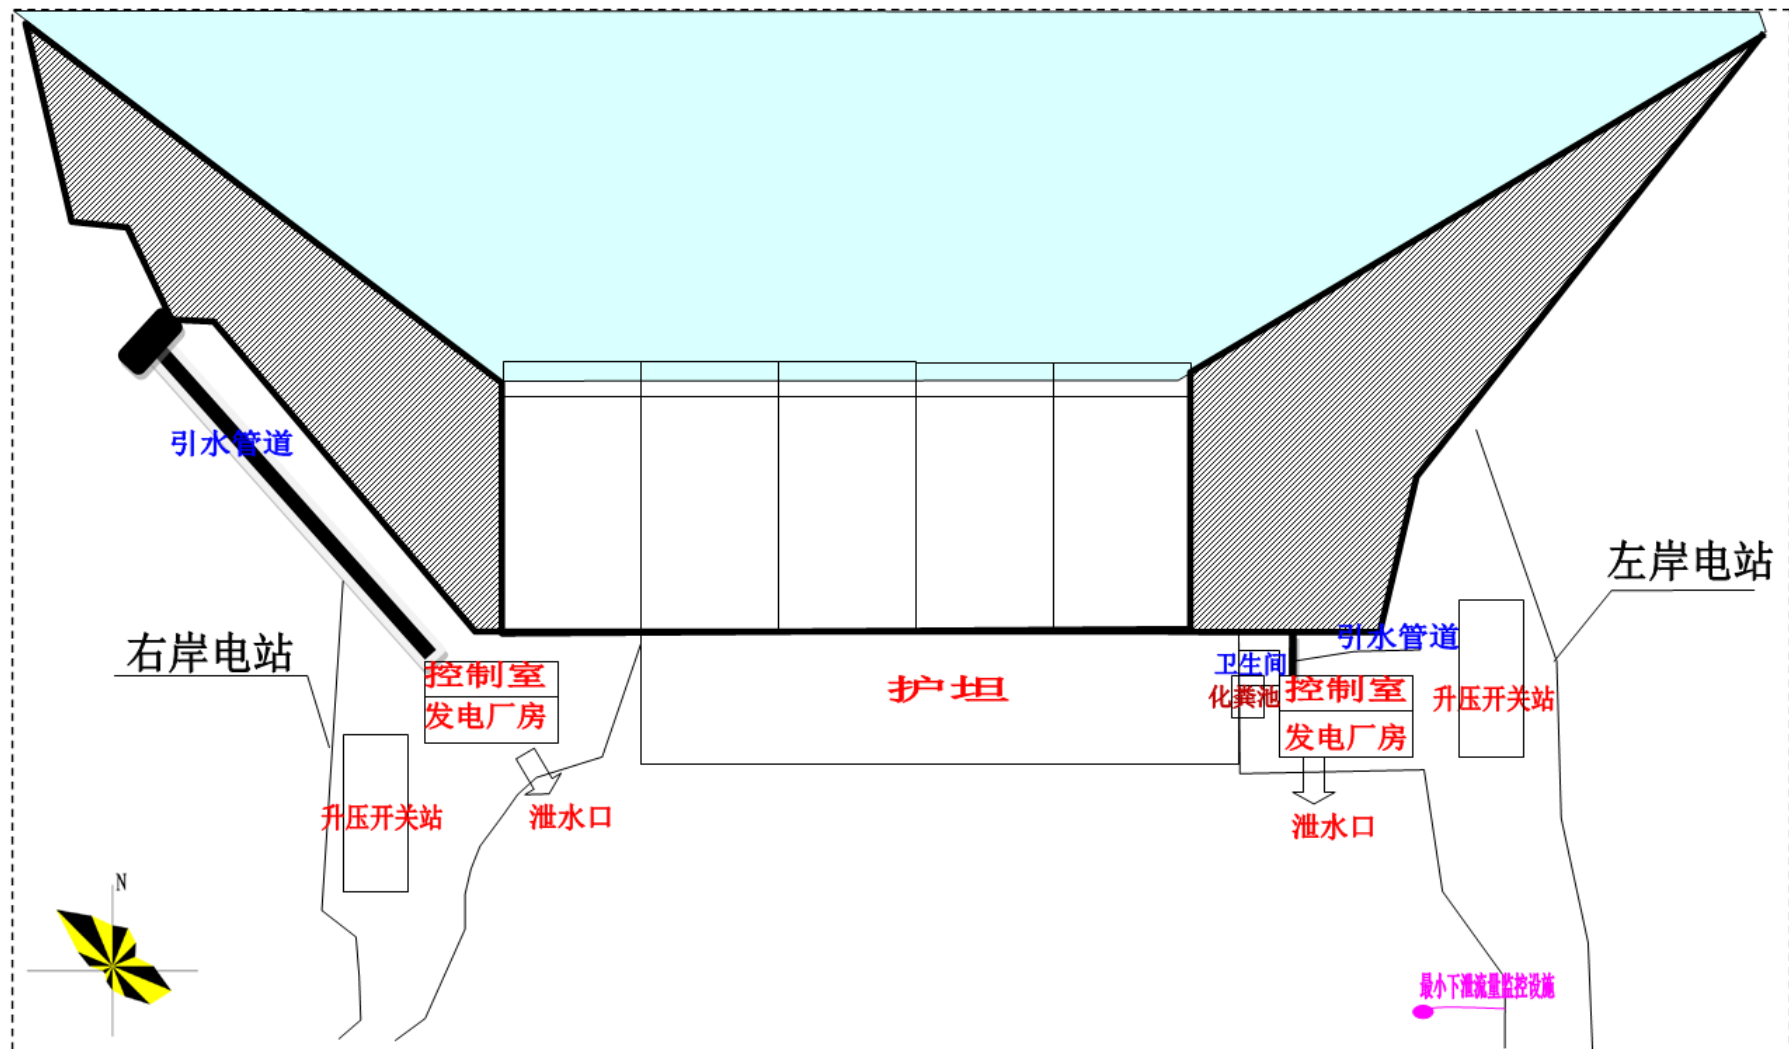 引水管道
左岸电站
右岸电站
引水管道
控制室
发电厂房
护坦
卫生间
化粪池
控制室
发电厂房
升压开关站
升压开关站
泄水口
泄水口
N
最小下泄流量监控设施